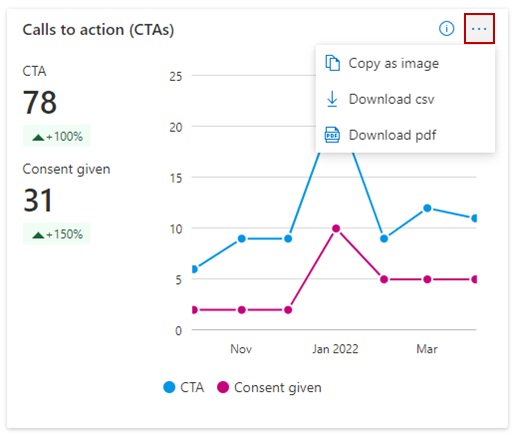 Calls to action (CTAs)
Copy as image
Download csv
Download pdf
CTA
78
+100%
Consent given
31
+150%
25
20
15
10
5
0
Nov
Jan 2022
Mar
CTA
Consent given